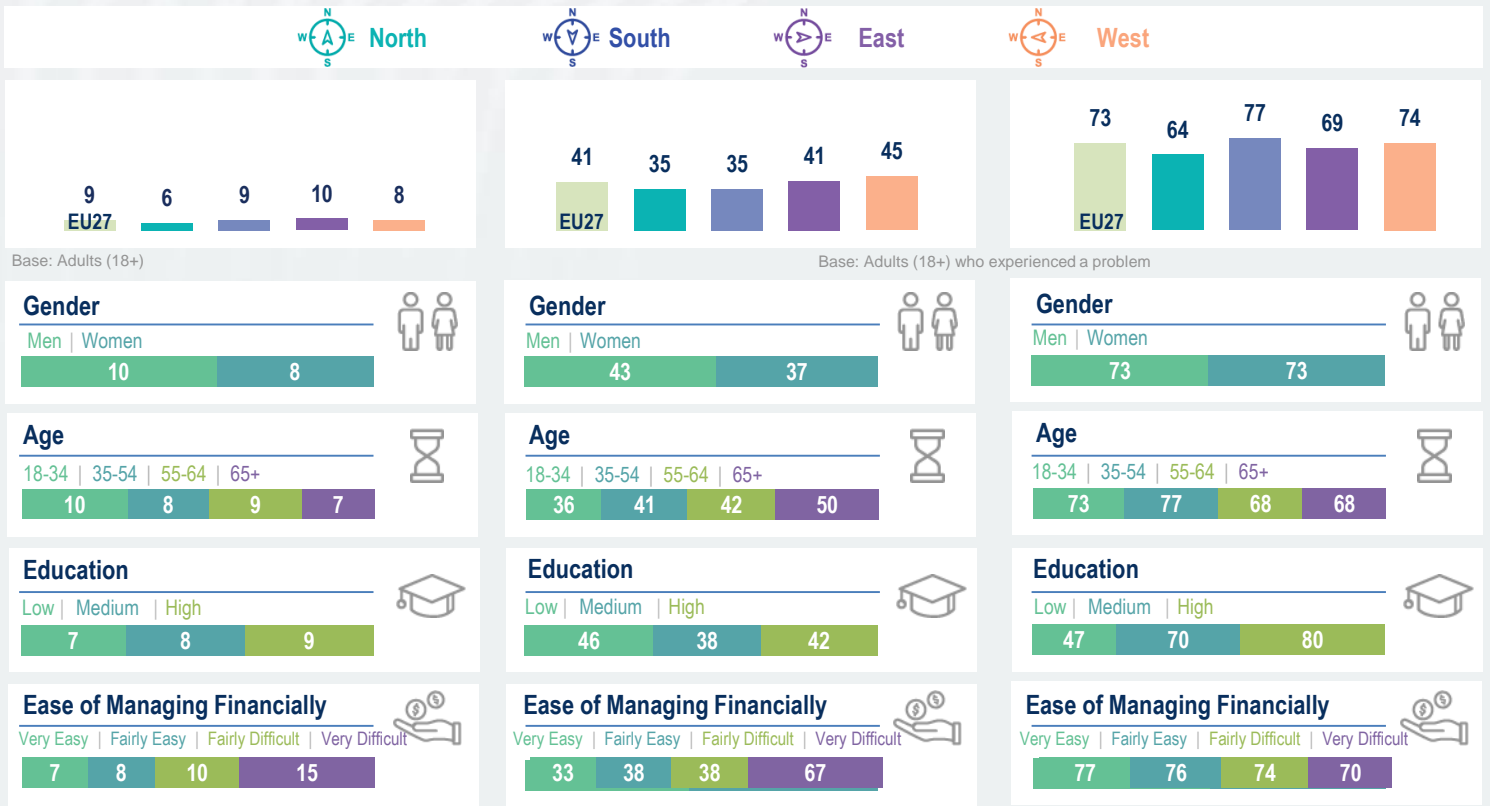 N
W E North
S
N
W E South
S
N
W E East
S
N
W E West
S
9 6 9 10 8
EU27
41 35 35 41 45
EU27
73 64 77 69 74
EU27
Base: Adults (18+)
Base: Adults (18+) who experienced a problem
Gender
Men | Women
10 8
Gender
Men | Women
43 37
Gender
Men | Women
73 73
Age
18-34 | 35-54 | 55-64 | 65+
10 8 9 7
Age
18-34 | 35-54 | 55-64 | 65+
36 41 42 50
Age
18-34 | 35-54 | 55-64 | 65+
73 77 68 68
Education
Low | Medium | High
7 8 9
Education
Low | Medium | High
46 38 42
Education
Low | Medium | High
47 70 80
Ease of Managing Financially
Very Easy | Fairly Easy | Fairly Difficult | Very Difficult
7 8 10 15
Ease of Managing Financially
Very Easy | Fairly Easy | Fairly Difficult | Very Difficult
33 38 38 67
Ease of Managing Financially
Very Easy | Fairly Easy | Fairly Difficult | Very Difficult
77 76 74 70